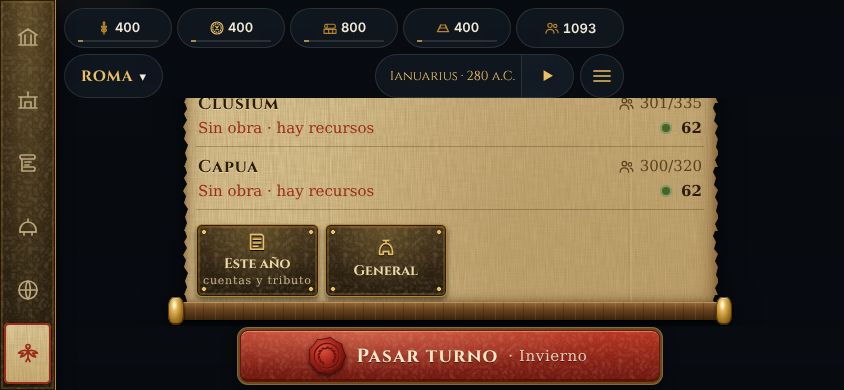 400
400
800
400
1093
ROMA ▾
Ianuarius · 280 a.C.
Clusium
301/335
Sin obra · hay recursos
62
Capua
300/320
Sin obra · hay recursos
62
Este año
cuentas y tributo
General
Pasar turno · Invierno